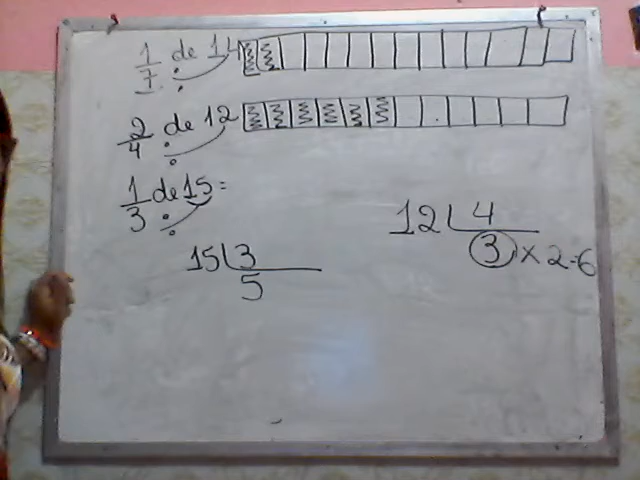 1/7 de 14
2/4 de 12
1/3 de 15 =
12 4
3 x 2 = 6
15 3
5